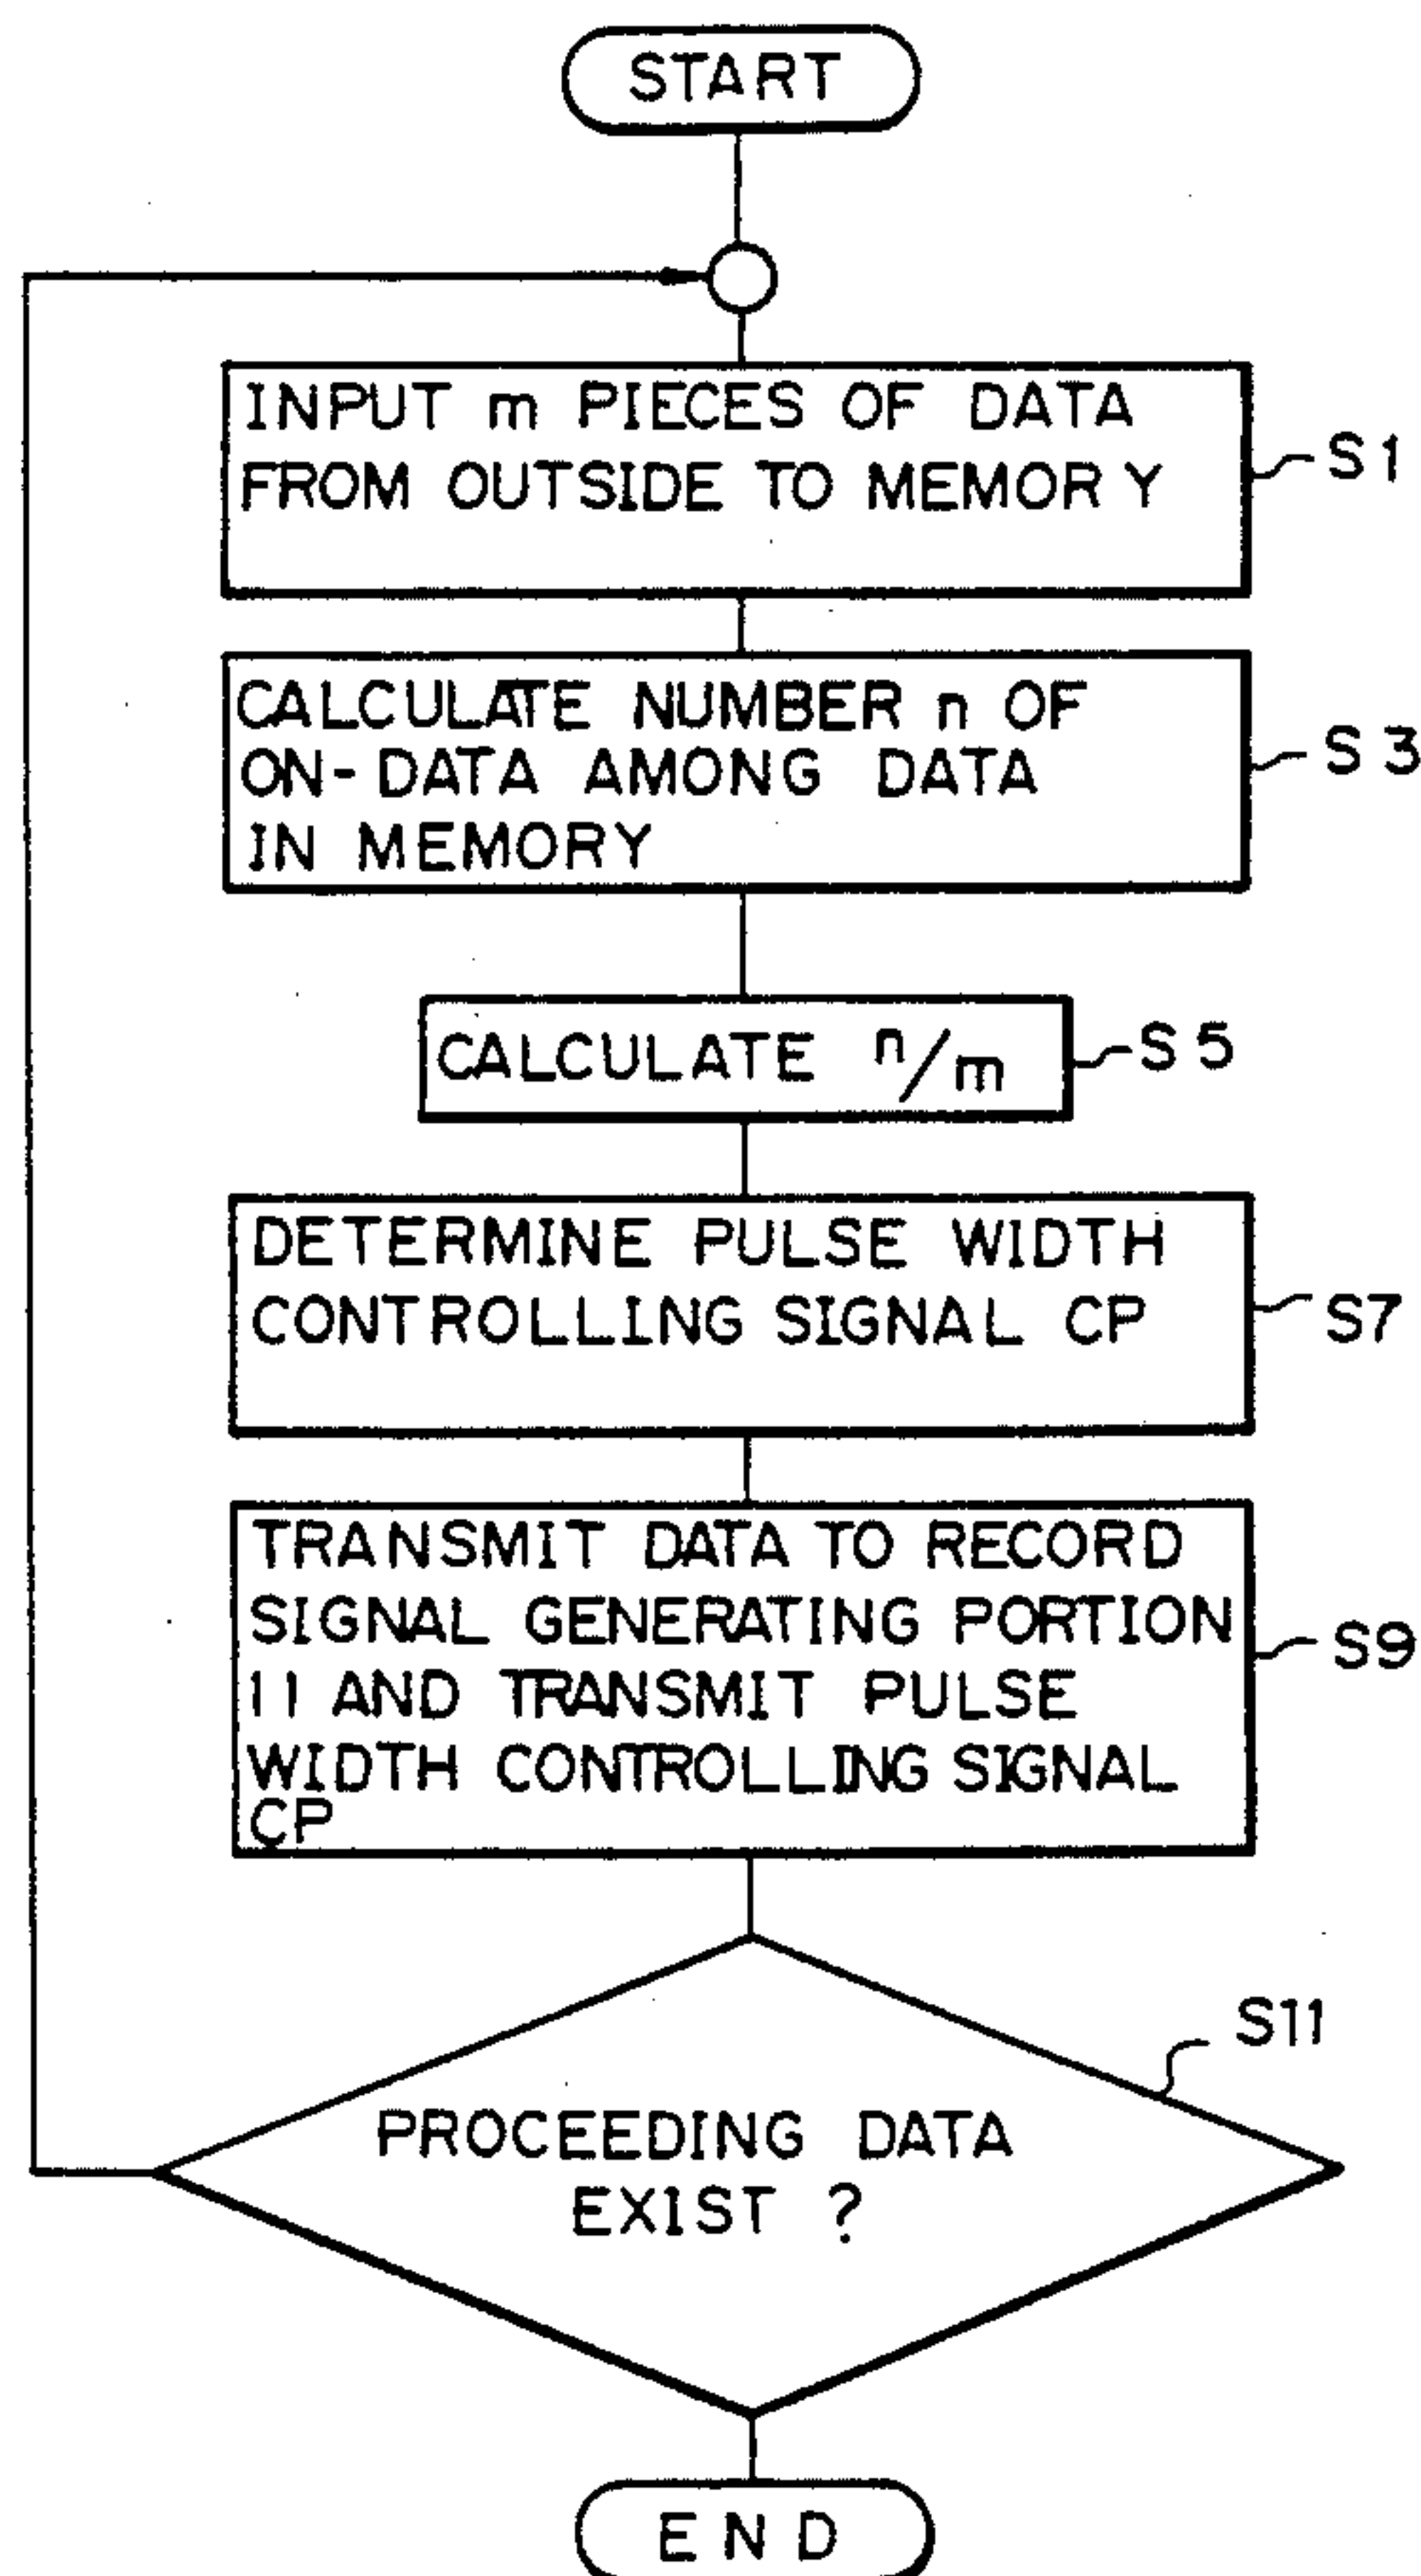 START
INPUT m PIECES OF DATA
FROM OUTSIDE TO MEMORY
S1
CALCULATE NUMBER n OF
ON-DATA AMONG DATA
IN MEMORY
S3
CALCULATE n/m
S5
DETERMINE PULSE WIDTH
CONTROLLING SIGNAL CP
S7
TRANSMIT DATA TO RECORD
SIGNAL GENERATING PORTION
11 AND TRANSMIT PULSE
WIDTH CONTROLLING SIGNAL
CP
S9
S11
PROCEEDING DATA
EXIST ?
END